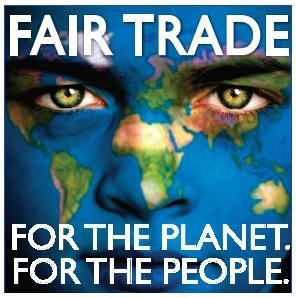 FAIR TRADE
FOR THE PLANET.
FOR THE PEOPLE.